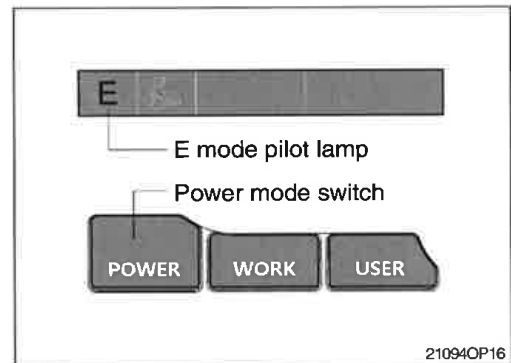 E
E mode pilot lamp
Power mode switch
POWER WORK USER
21094OP16